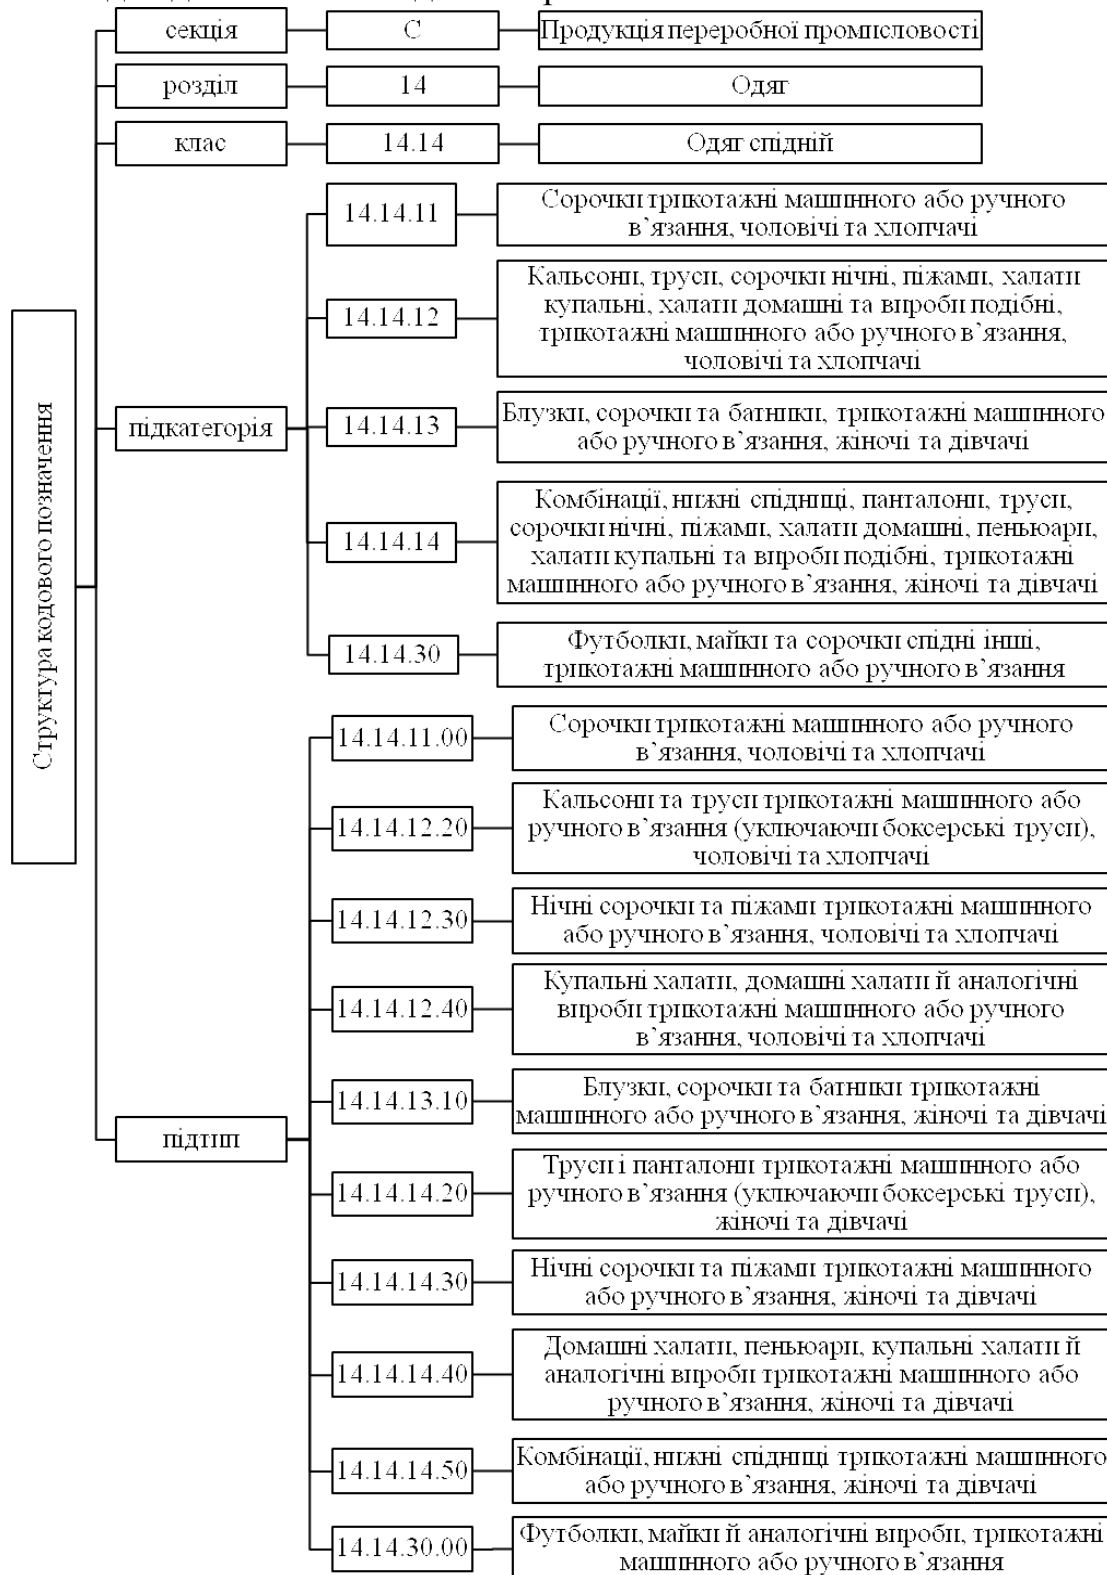 секція
С
Продукція переробної промисловості
розділ
14
Одяг
клас
14.14
Одяг спідній
Структура кодового позначення
підкатегорія
14.14.11
Сорочки трикотажні машинного або ручного
в’язання, чоловічі та хлопчачі
14.14.12
Кальсони, труси, сорочки нічні, піжами, халати
купальні, халати домашні та вироби подібні,
трикотажні машинного або ручного в’язання,
чоловічі та хлопчачі
14.14.13
Блузки, сорочки та батники, трикотажні машинного
або ручного в’язання, жіночі та дівчачі
14.14.14
Комбінації, нижні спідниці, панталони, труси,
сорочки нічні, піжами, халати домашні, пеньюари,
халати купальні та вироби подібні, трикотажні
машинного або ручного в’язання, жіночі та дівчачі
14.14.30
Футболки, майки та сорочки спідні інші,
трикотажні машинного або ручного в’язання
підтип
14.14.11.00
Сорочки трикотажні машинного або ручного
в’язання, чоловічі та хлопчачі
14.14.12.20
Кальсони та труси трикотажні машинного або
ручного в’язання (уключаючи боксерські труси),
чоловічі та хлопчачі
14.14.12.30
Нічні сорочки та піжами трикотажні машинного
або ручного в’язання, чоловічі та хлопчачі
14.14.12.40
Купальні халати, домашні халати й аналогічні
вироби трикотажні машинного або ручного
в’язання, чоловічі та хлопчачі
14.14.13.10
Блузки, сорочки та батники трикотажні
машинного або ручного в’язання, жіночі та дівчачі
14.14.14.20
Труси і панталони трикотажні машинного або
ручного в’язання (уключаючи боксерські труси),
жіночі та дівчачі
14.14.14.30
Нічні сорочки та піжами трикотажні машинного
або ручного в’язання, жіночі та дівчачі
14.14.14.40
Домашні халати, пеньюари, купальні халати й
аналогічні вироби трикотажні машинного або
ручного в’язання, жіночі та дівчачі
14.14.14.50
Комбінації, нижні спідниці трикотажні машинного
або ручного в’язання, жіночі та дівчачі
14.14.30.00
Футболки, майки й аналогічні вироби, трикотажні
машинного або ручного в’язання